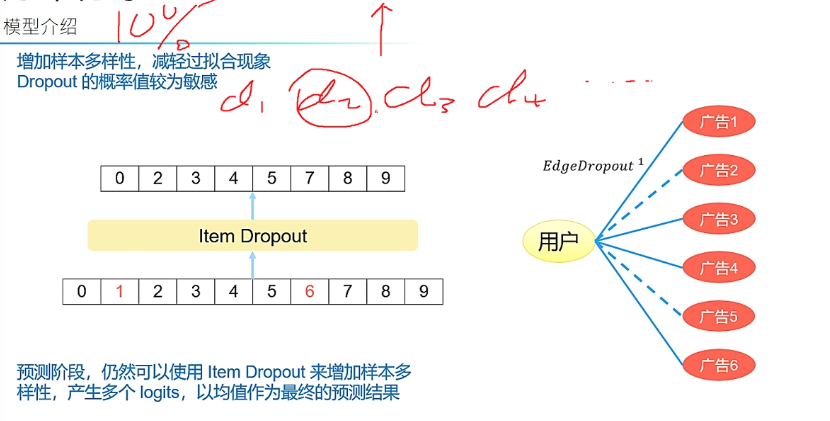 模型介绍
10%
增加样本多样性，减轻过拟合现象
Dropout 的概率值较为敏感
d1 d2 . d3 d4 ......
0 2 3 4 5 7 8 9
Item Dropout
0 1 2 3 4 5 6 7 8 9
预测阶段，仍然可以使用 Item Dropout 来增加样本多
样性，产生多个 logits，以均值作为最终的预测结果
EdgeDropout 1
用户
广告1
广告2
广告3
广告4
广告5
广告6